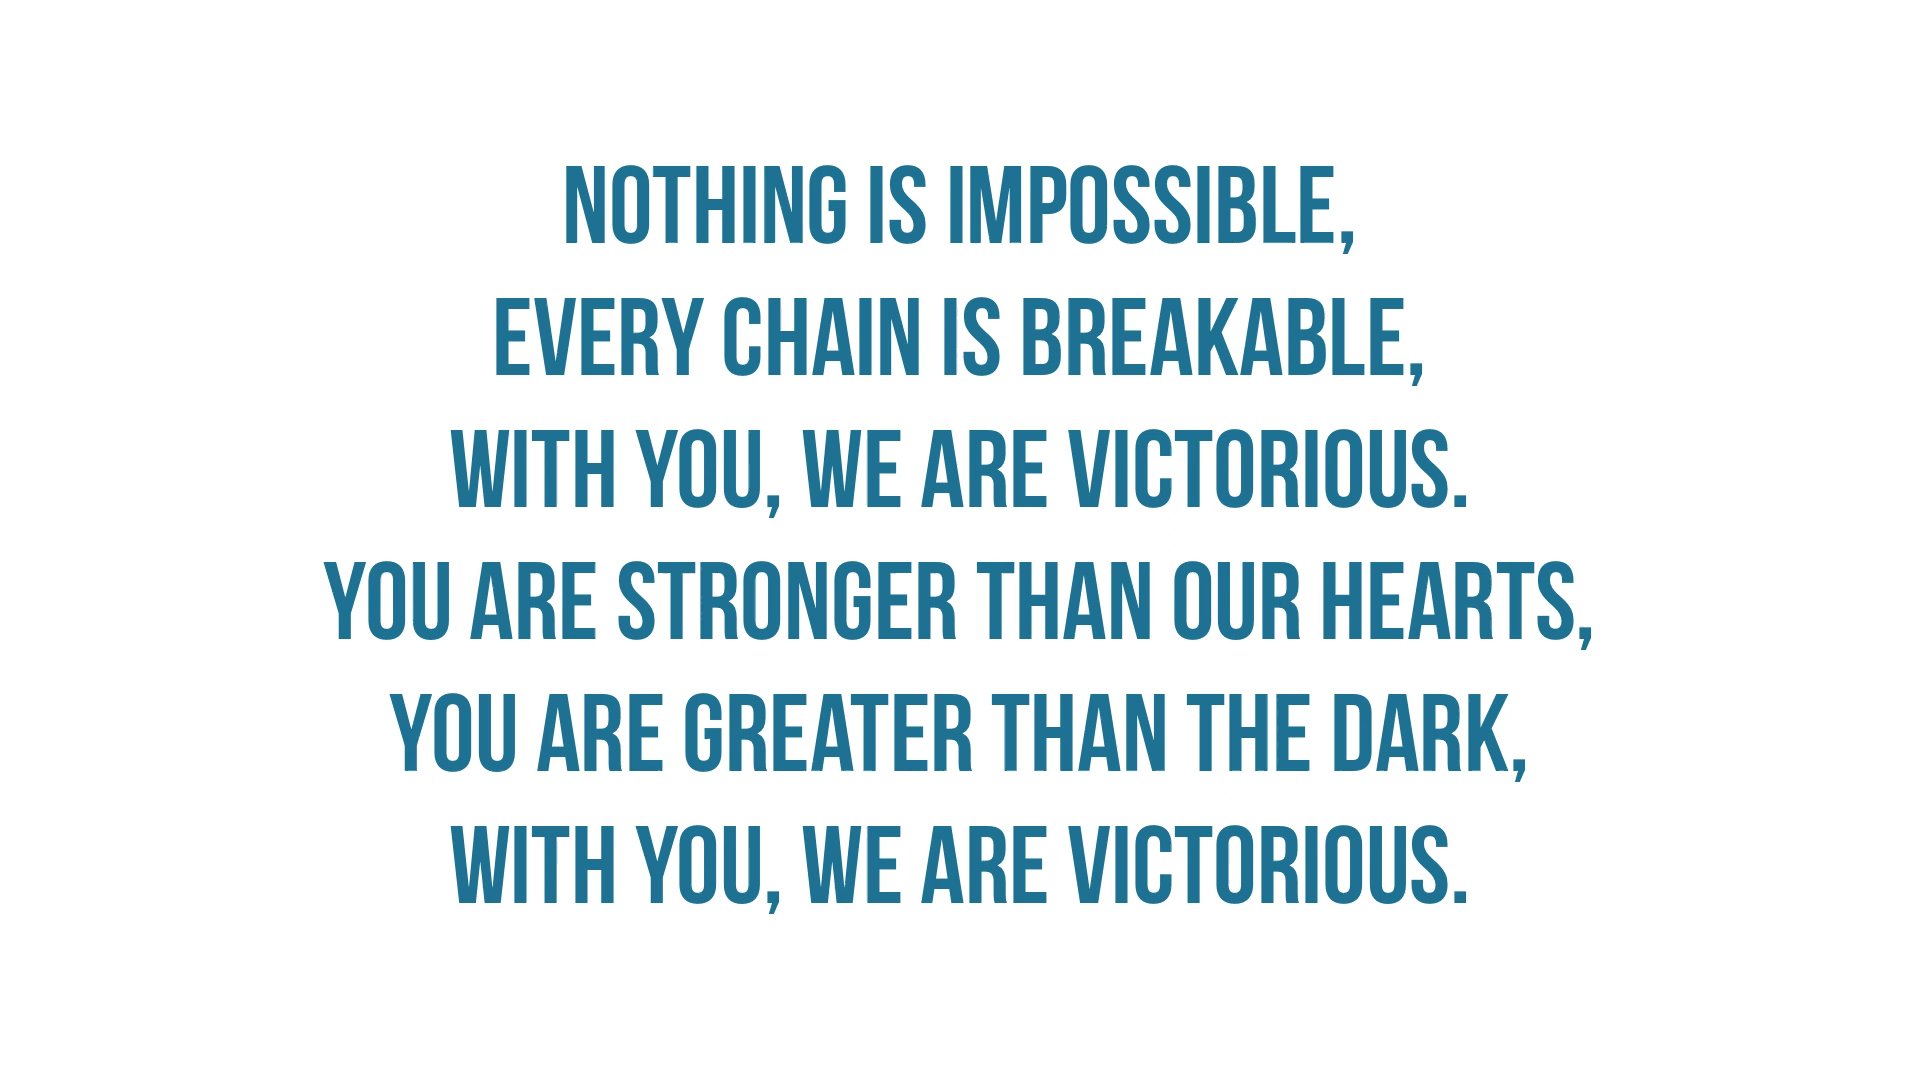 NOTHING IS IMPOSSIBLE,
EVERY CHAIN IS BREAKABLE,
WITH YOU, WE ARE VICTORIOUS.
YOU ARE STRONGER THAN OUR HEARTS,
YOU ARE GREATER THAN THE DARK,
WITH YOU, WE ARE VICTORIOUS.